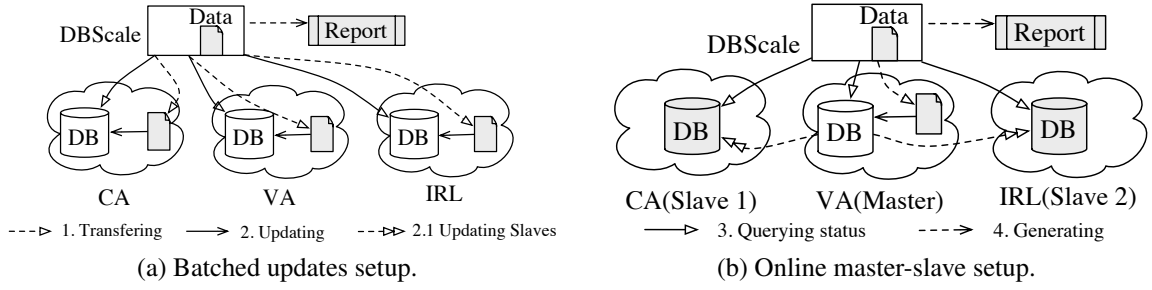 Data
Report
DBScale
DB
DB
DB
CA
VA
IRL
1. Transfering
2. Updating
2.1 Updating Slaves
(a) Batched updates setup.
Data
Report
DBScale
DB
DB
DB
CA(Slave 1)
VA(Master)
IRL(Slave 2)
3. Querying status
4. Generating
(b) Online master-slave setup.